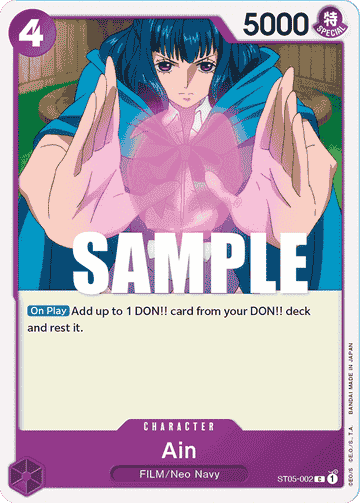 4
5000
特
SPECIAL
SAMPLE
On Play Add up to 1 DON!! card from your DON!! deck
and rest it.
CHARACTER
Ain
FILM/Neo Navy
ST05-002 C 1
©E.O/S., T.A. BANDAI MADE IN JAPAN